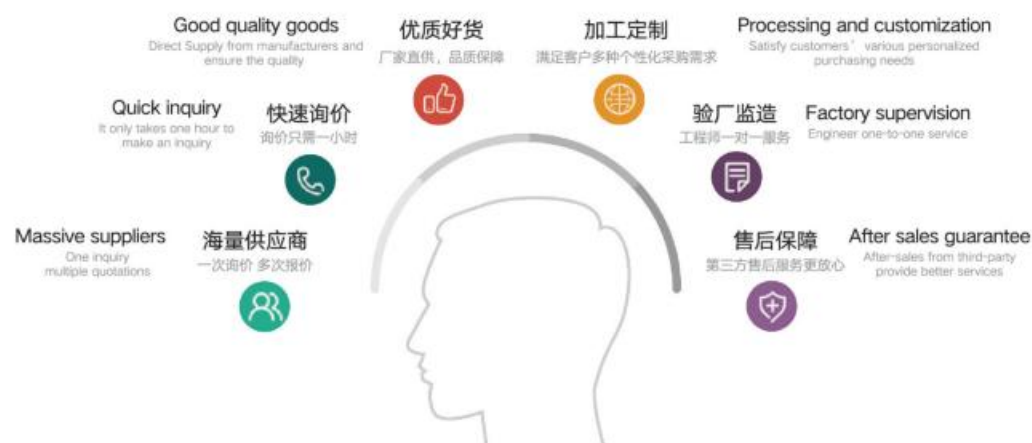 Good quality goods
Direct Supply from manufacturers and
ensure the quality
优质好货
厂家直供，品质保障
加工定制
满足客户多种个性化采购需求
Processing and customization
Satisfy customers' various personalized
purchasing needs
Quick inquiry
It only takes one hour to
make an inquiry
快速询价
询价只需一小时
验厂监造
工程师一对一服务
Factory supervision
Engineer one-to-one service
Massive suppliers
One inquiry
multiple quotations
海量供应商
一次询价 多次报价
售后保障
第三方售后服务更放心
After sales guarantee
After-sales from third-party
provide better services